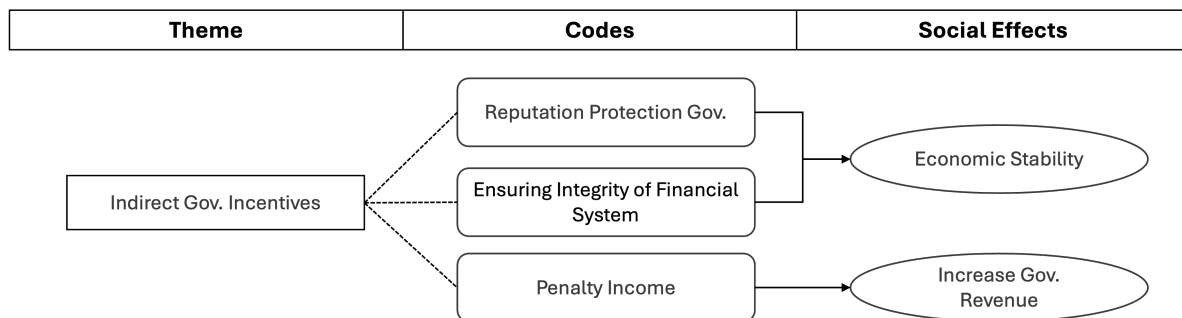 Theme
Codes
Social Effects
Reputation Protection Gov.
Economic Stability
Indirect Gov. Incentives
Ensuring Integrity of Financial
System
Penalty Income
Increase Gov.
Revenue